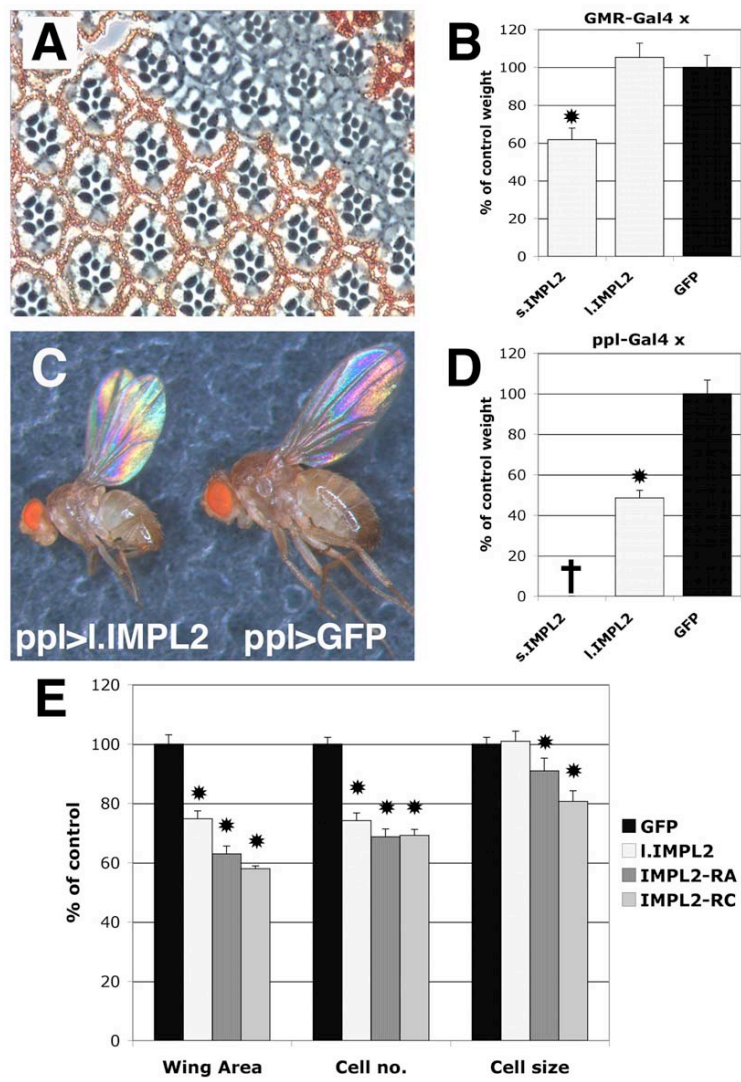 A
B
GMR-Gal4 x
% of control weight
120
100
80
60
40
20
0
s.IMPL2
l.IMPL2
GFP
C
ppl>l.IMPL2
ppl>GFP
D
ppl-Gal4 x
% of control weight
120
100
80
60
40
20
0
†
s.IMPL2
l.IMPL2
GFP
E
% of control
120
100
80
60
40
20
0
Wing Area
Cell no.
Cell size
GFP
l.IMPL2
IMPL2-RA
IMPL2-RC